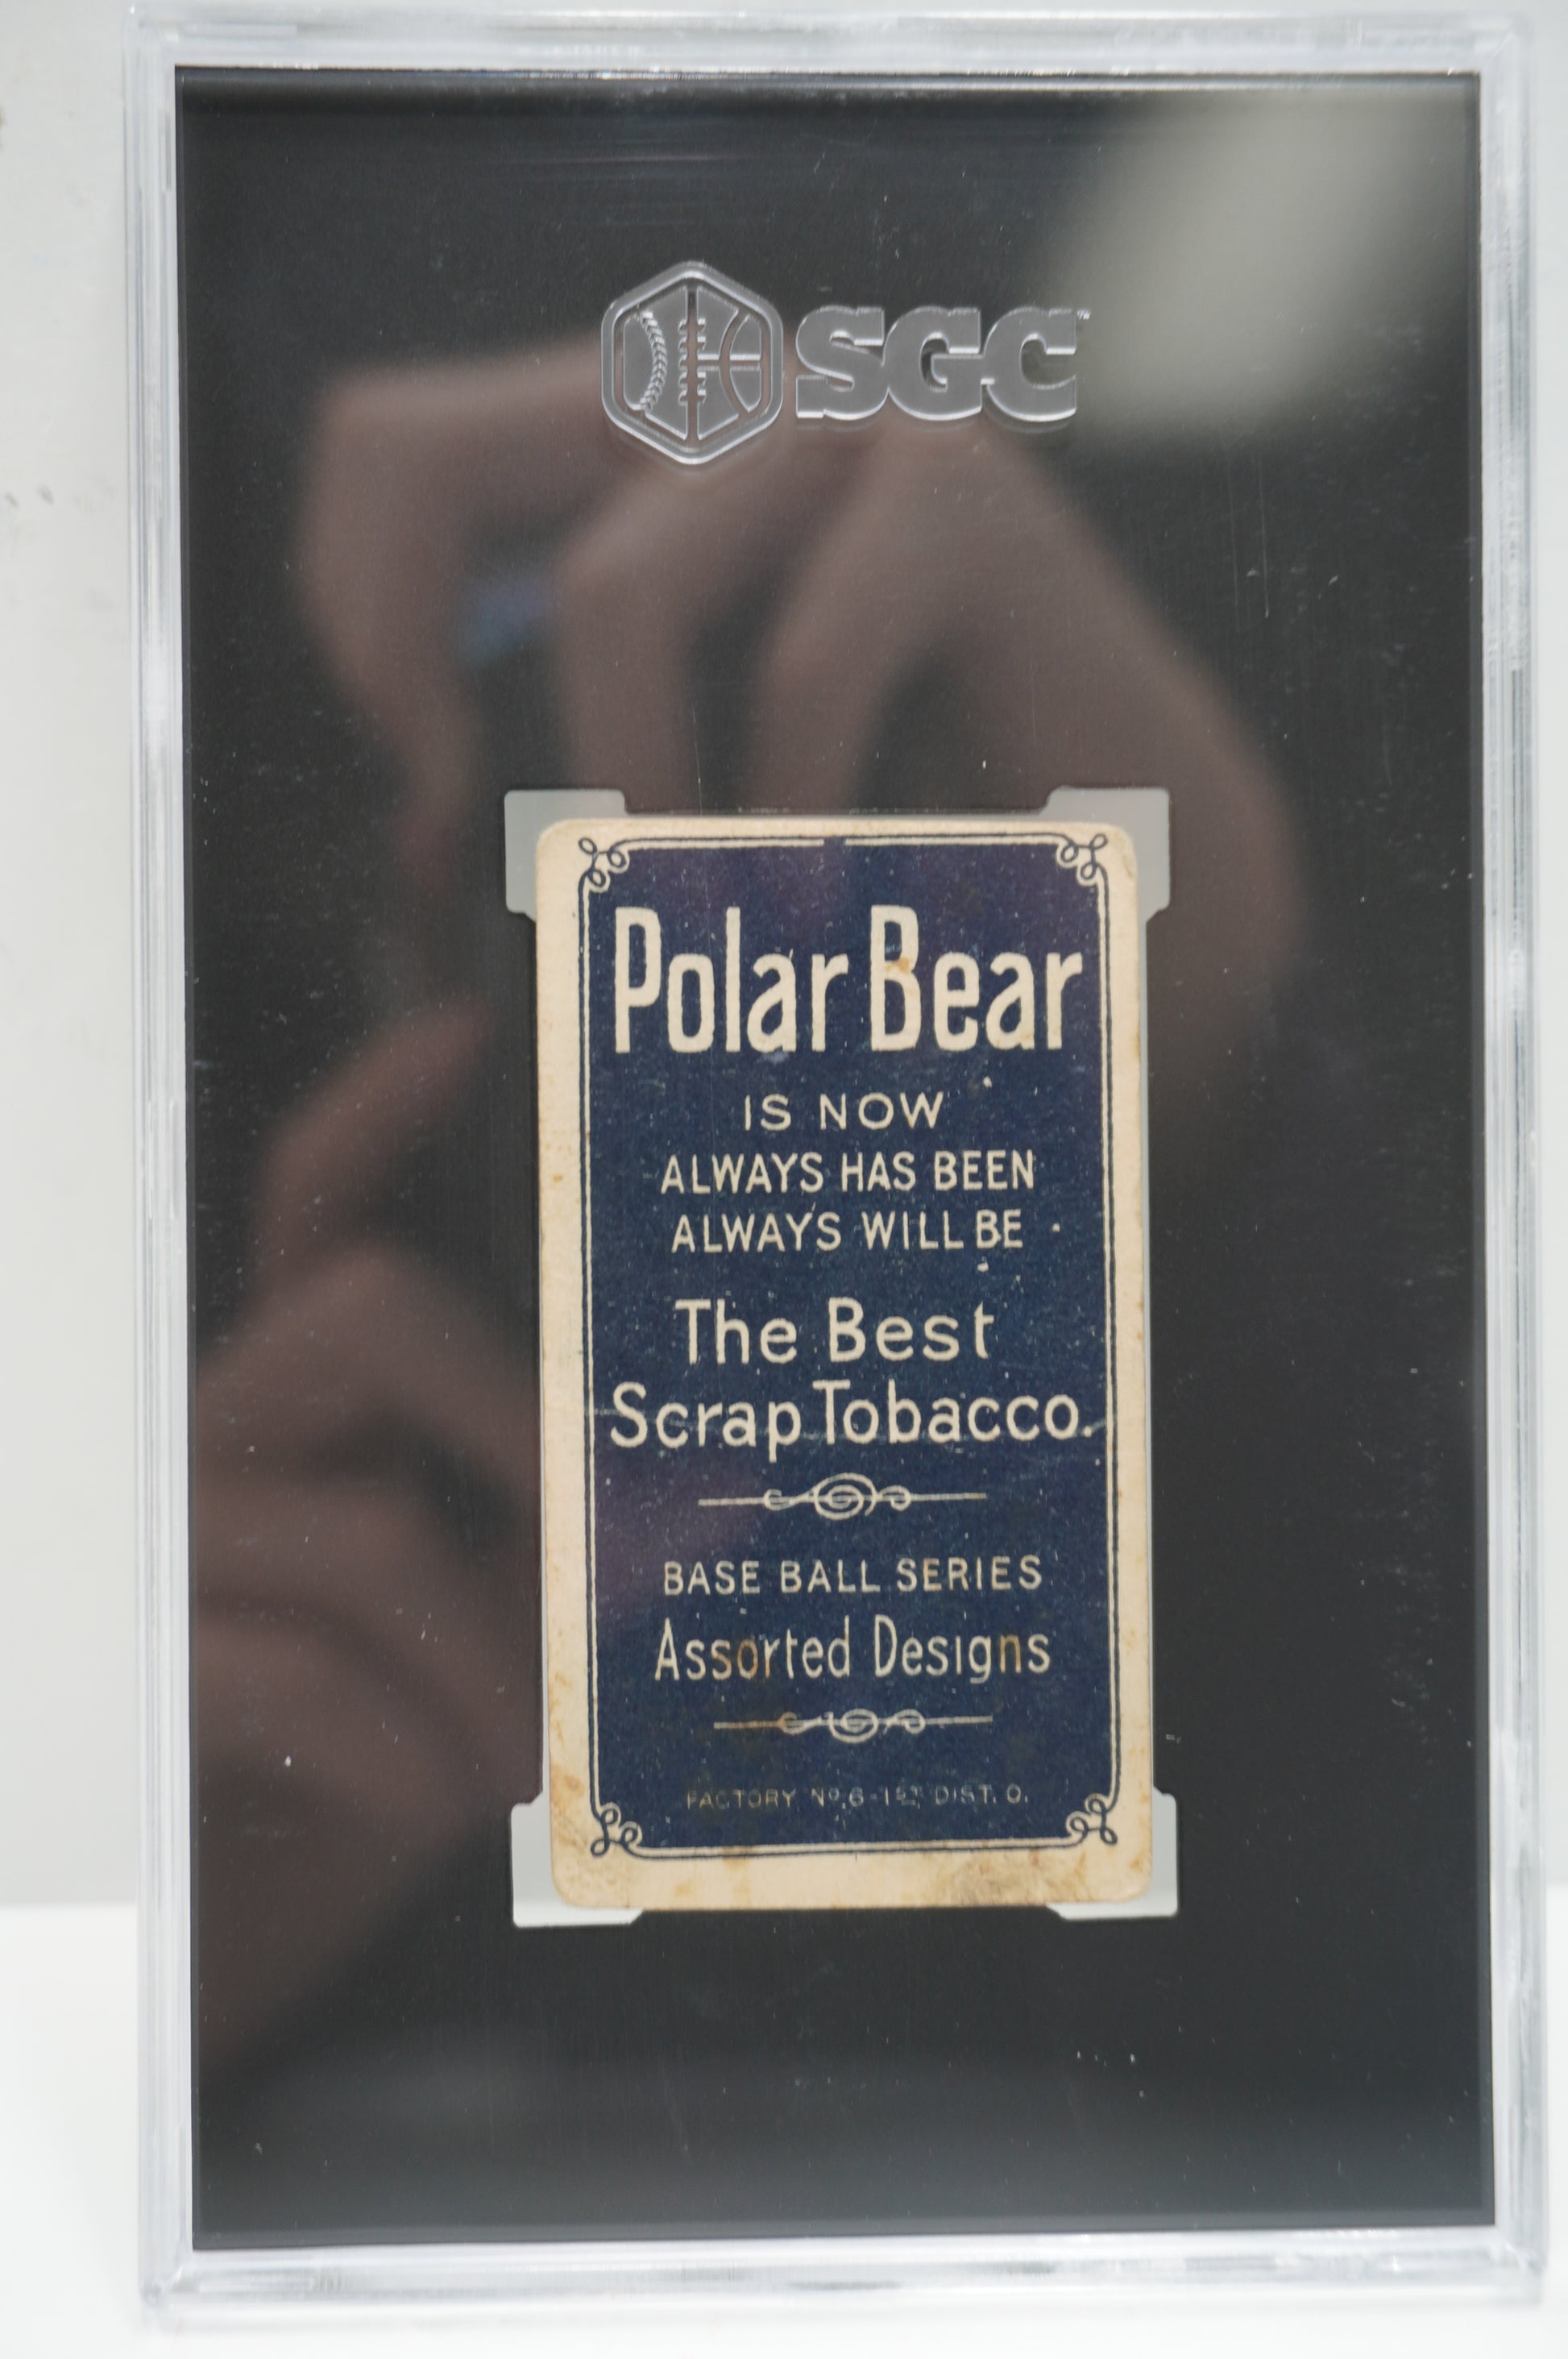 SGC
Polar Bear
IS NOW
ALWAYS HAS BEEN
ALWAYS WILL BE
The Best
Scrap Tobacco.
BASE BALL SERIES
Assorted Designs
FACTORY Nº 6-1ST DIST. O.